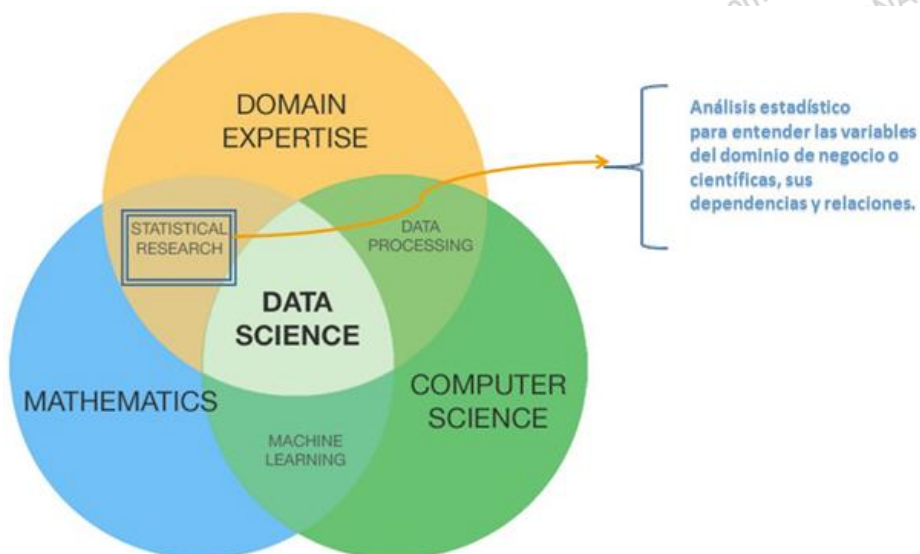 DOMAIN
EXPERTISE
Análisis estadístico
para entender las variables
del dominio de negocio o
científicas, sus
dependencias y relaciones.
STATISTICAL
RESEARCH
DATA
PROCESSING
DATA
SCIENCE
MATHEMATICS
COMPUTER
SCIENCE
MACHINE
LEARNING